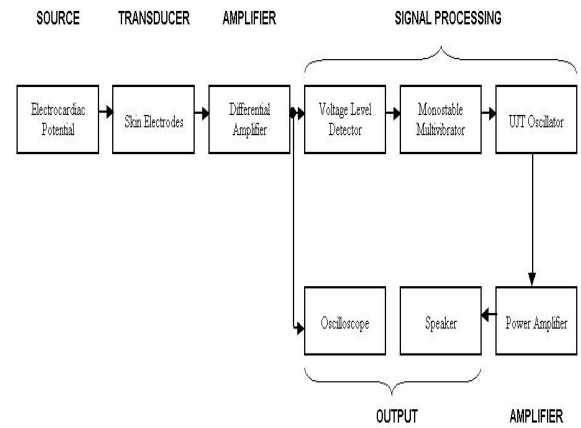 SOURCE TRANSDUCER AMPLIFIER SIGNAL PROCESSING
Electrocardiac
Potential
Skin Electrodes
Differential
Amplifier
Voltage Level
Detector
Monostable
Multivibrator
UJT Oscillator
Oscilloscope
Speaker
Power Amplifier
OUTPUT AMPLIFIER